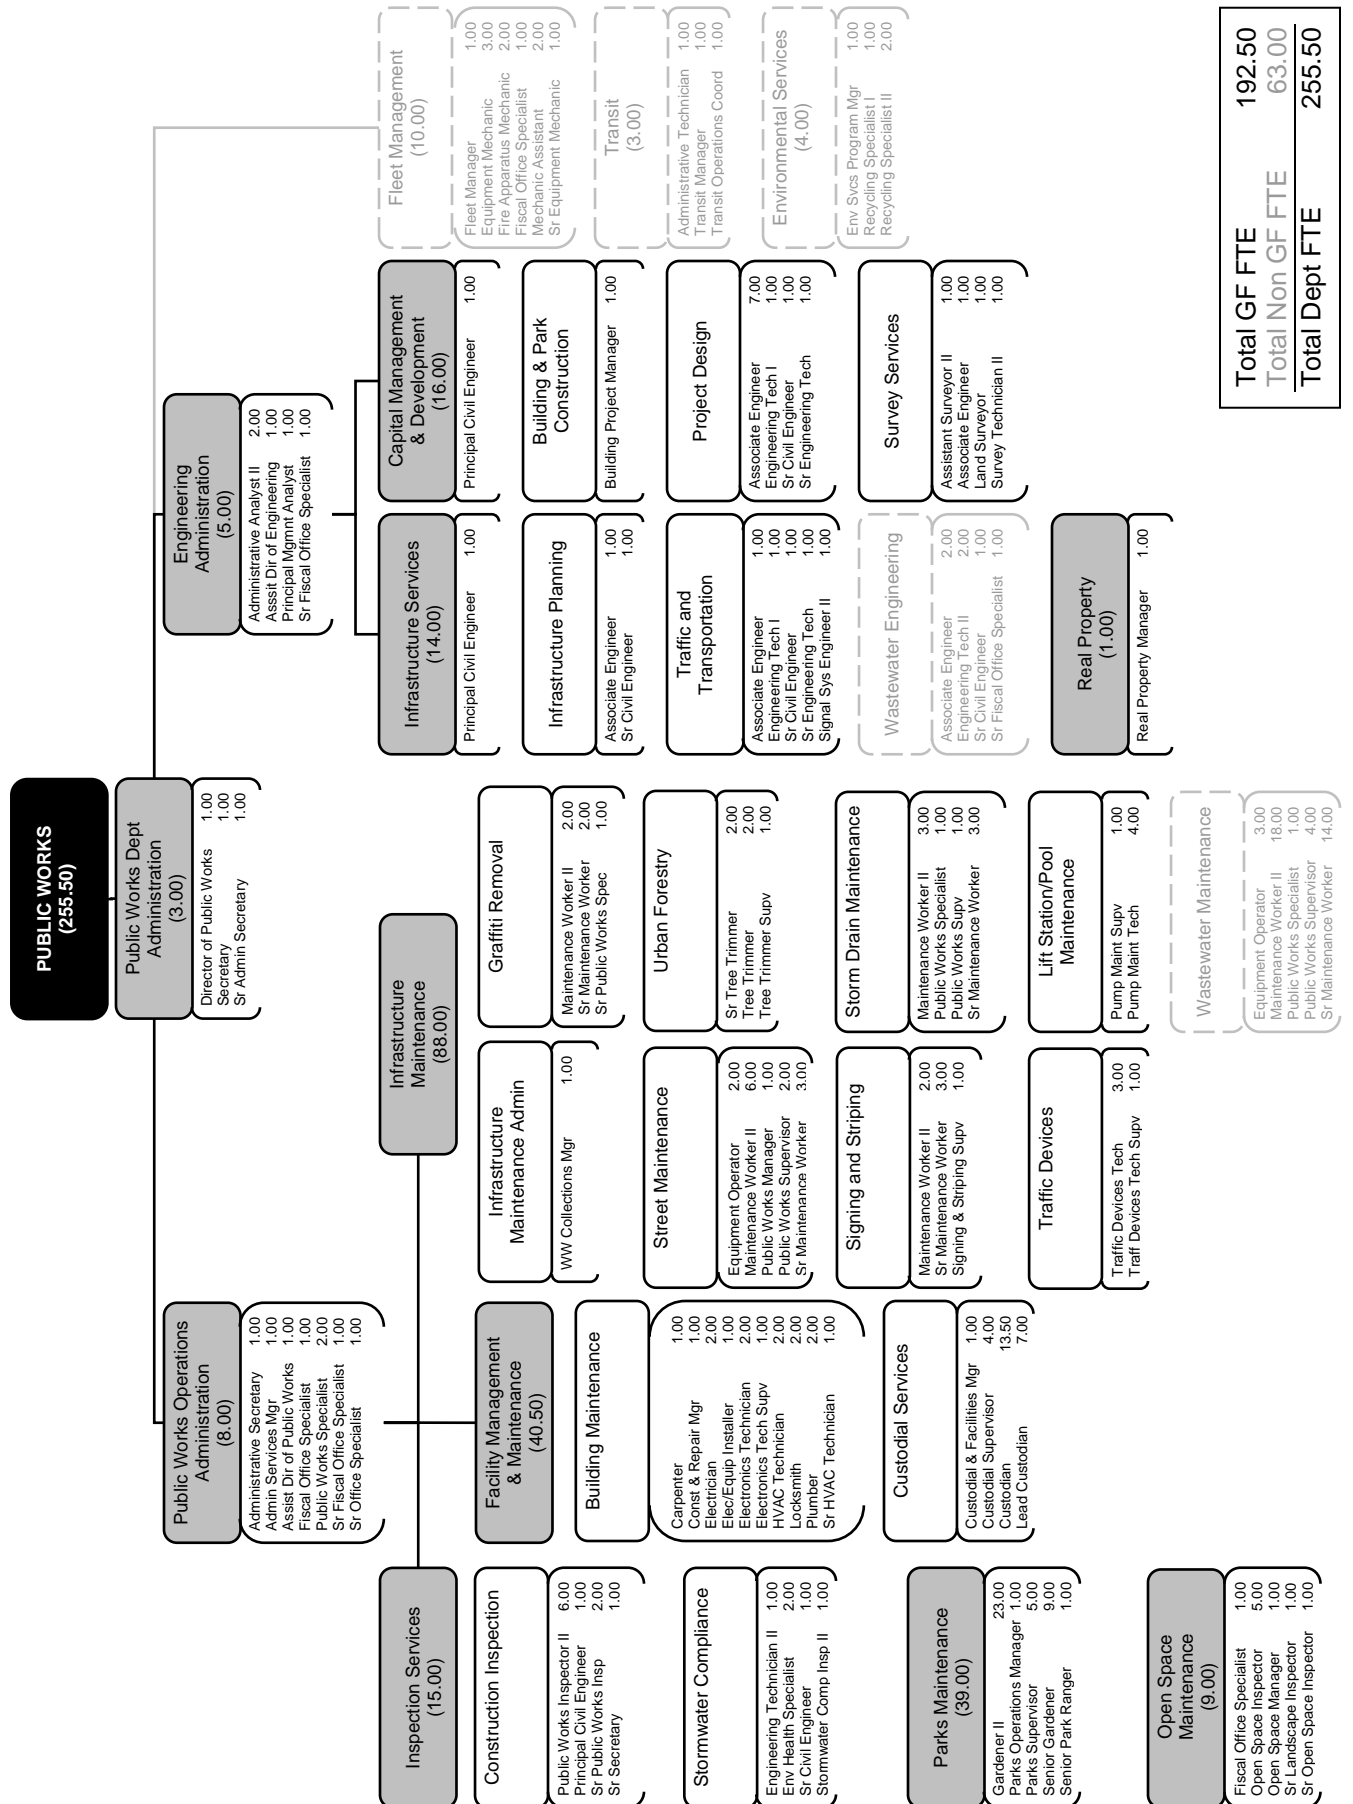 PUBLIC WORKS
(255.50)
Public Works Dept
Administration
(3.00)
Director of Public Works 1.00
Secretary 1.00
Sr Admin Secretary 1.00
Public Works Operations
Administration
(8.00)
Administrative Secretary 1.00
Admin Services Mgr 1.00
Assist Dir of Public Works 1.00
Fiscal Office Specialist 1.00
Public Works Specialist 2.00
Sr Fiscal Office Specialist 1.00
Sr Office Specialist 1.00
Engineering
Administration
(5.00)
Administrative Analyst II 2.00
Asssit Dir of Engineering 1.00
Principal Mgmnt Analyst 1.00
Sr Fiscal Office Specialist 1.00
Inspection Services
(15.00)
Construction Inspection
Public Works Inspector II 6.00
Principal Civil Engineer 1.00
Sr Public Works Insp 2.00
Sr Secretary 1.00
Stormwater Compliance
Engineering Technician II 1.00
Env Health Specialist 2.00
Sr Civil Engineer 1.00
Stormwater Comp Insp II 1.00
Parks Maintenance
(39.00)
Gardener II 23.00
Parks Operations Manager 1.00
Parks Supervisor 5.00
Senior Gardener 9.00
Senior Park Ranger 1.00
Open Space
Maintenance
(9.00)
Fiscal Office Specialist 1.00
Open Space Inspector 5.00
Open Space Manager 1.00
Sr Landscape Inspector 1.00
Sr Open Space Inspector 1.00
Facility Management
& Maintenance
(40.50)
Building Maintenance
Carpenter 1.00
Const & Repair Mgr 1.00
Electrician 2.00
Elec/Equip Installer 1.00
Electronics Technician 2.00
Electronics Tech Supv 1.00
HVAC Technician 2.00
Locksmith 2.00
Plumber 2.00
Sr HVAC Technician 1.00
Custodial Services
Custodial & Facilities Mgr 1.00
Custodial Supervisor 4.00
Custodian 13.50
Lead Custodian 7.00
Infrastructure
Maintenance
(88.00)
Infrastructure
Maintenance Admin
WW Collections Mgr 1.00
Street Maintenance
Equipment Operator 2.00
Maintenance Worker II 6.00
Public Works Manager 1.00
Public Works Supervisor 2.00
Sr Maintenance Worker 3.00
Signing and Striping
Maintenance Worker II 2.00
Sr Maintenance Worker 3.00
Signing & Striping Supv 1.00
Traffic Devices
Traffic Devices Tech 3.00
Traff Devices Tech Supv 1.00
Graffiti Removal
Maintenance Worker II 2.00
Sr Maintenance Worker 2.00
Sr Public Works Spec 1.00
Urban Forestry
Sr Tree Trimmer 2.00
Tree Trimmer 2.00
Tree Trimmer Supv 1.00
Storm Drain Maintenance
Maintenance Worker II 3.00
Public Works Specialist 1.00
Public Works Supv 1.00
Sr Maintenance Worker 3.00
Lift Station/Pool
Maintenance
Pump Maint Supv 1.00
Pump Maint Tech 4.00
Wastewater Maintenance
Equipment Operator 3.00
Maintenance Worker II 18.00
Public Works Specialist 1.00
Public Works Supervisor 4.00
Sr Maintenance Worker 14.00
Infrastructure Services
(14.00)
Principal Civil Engineer 1.00
Infrastructure Planning
Associate Engineer 1.00
Sr Civil Engineer 1.00
Traffic and
Transportation
Associate Engineer 1.00
Engineering Tech I 1.00
Sr Civil Engineer 1.00
Sr Engineering Tech 1.00
Signal Sys Engineer II 1.00
Wastewater Engineering
Associate Engineer 2.00
Engineering Tech II 2.00
Sr Civil Engineer 1.00
Sr Fiscal Office Specialist 1.00
Real Property
(1.00)
Real Property Manager 1.00
Capital Management
& Development
(16.00)
Principal Civil Engineer 1.00
Building & Park
Construction
Building Project Manager 1.00
Project Design
Associate Engineer 7.00
Engineering Tech I 1.00
Sr Civil Engineer 1.00
Sr Engineering Tech 1.00
Survey Services
Assistant Surveyor II 1.00
Associate Engineer 1.00
Land Surveyor 1.00
Survey Technician II 1.00
Fleet Management
(10.00)
Fleet Manager 1.00
Equipment Mechanic 3.00
Fire Apparatus Mechanic 2.00
Fiscal Office Specialist 1.00
Mechanic Assistant 2.00
Sr Equipment Mechanic 1.00
Transit
(3.00)
Administrative Technician 1.00
Transit Manager 1.00
Transit Operations Coord 1.00
Environmental Services
(4.00)
Env Svcs Program Mgr 1.00
Recycling Specialist I 1.00
Recycling Specialist II 2.00
Total GF FTE 192.50
Total Non GF FTE 63.00
Total Dept FTE 255.50